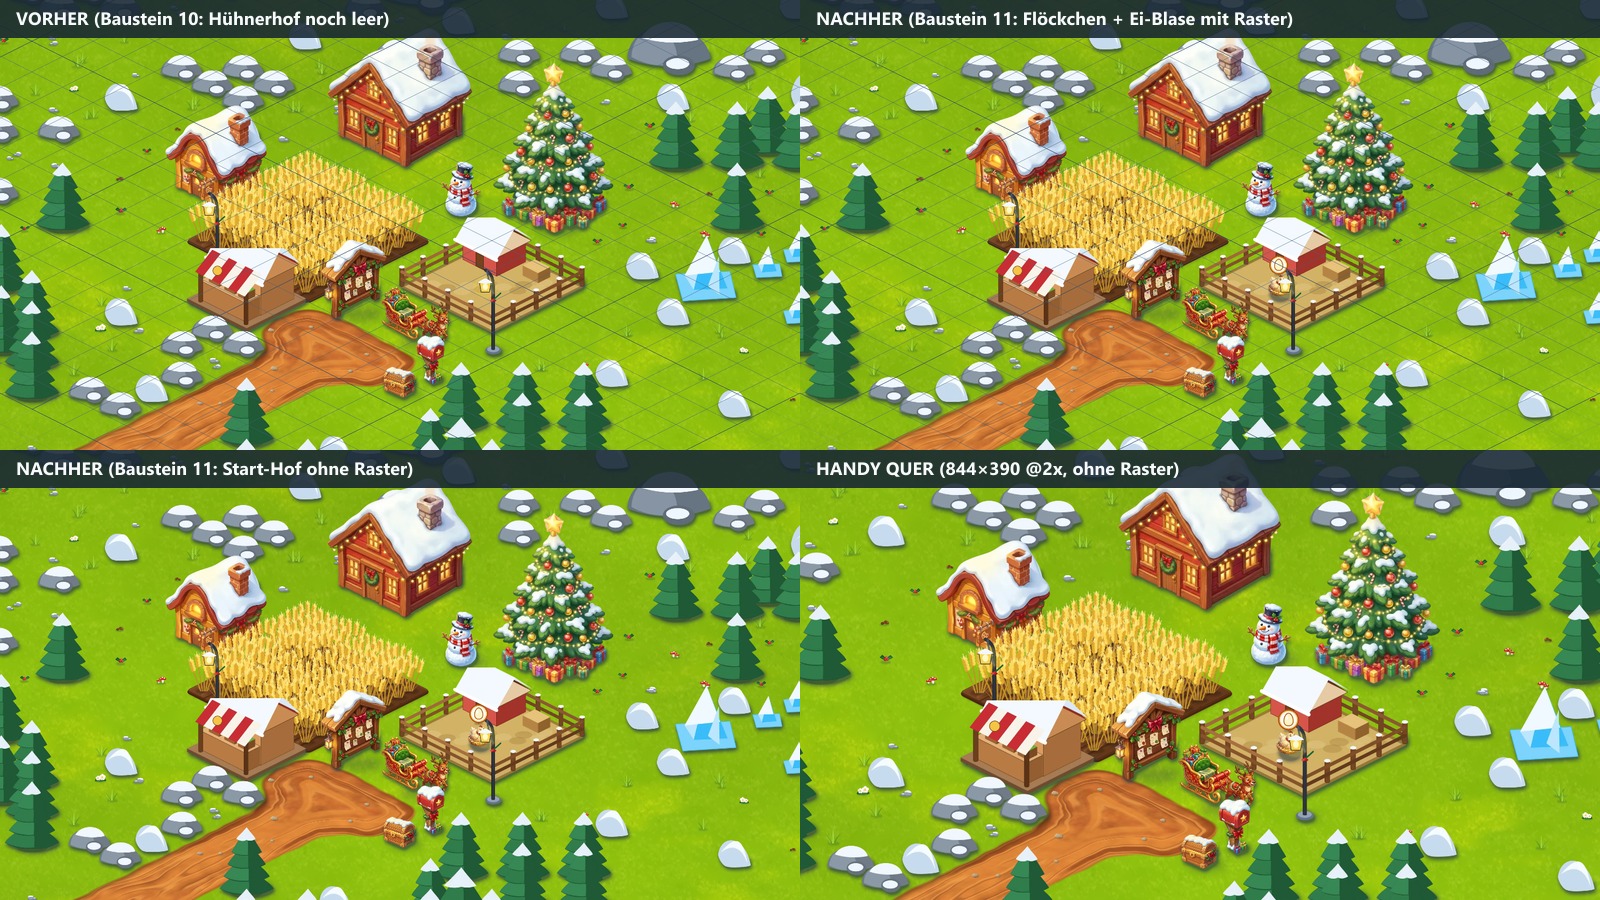 VORHER (Baustein 10: Hühnerhof noch leer)
NACHHER (Baustein 11: Flöckchen + Ei-Blase mit Raster)
NACHHER (Baustein 11: Start-Hof ohne Raster)
HANDY QUER (844×390 @2x, ohne Raster)